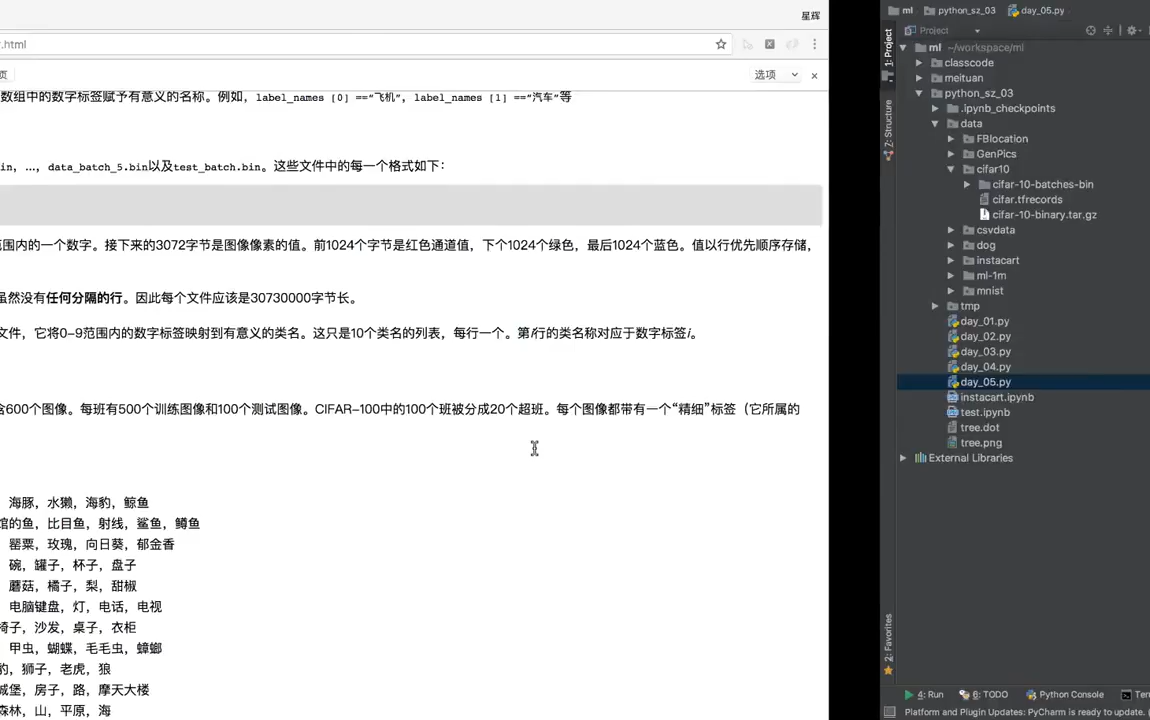 星辉
.html
页
选项
数组中的数字标签赋予有意义的名称。例如，label_names [0] ==“飞机”，label_names [1] ==“汽车”等
in，...，data_batch_5.bin以及test_batch.bin。这些文件中的每一个格式如下：
范围内的一个数字。接下来的3072字节是图像像素的值。前1024个字节是红色通道值，下个1024个绿色，最后1024个蓝色。值以行优先顺序存储，
虽然没有任何分隔的行。因此每个文件应该是30730000字节长。
文件，它将0-9范围内的数字标签映射到有意义的类名。这只是10个类名的列表，每行一个。第i行的类名称对应于数字标签i。
含600个图像。每班有500个训练图像和100个测试图像。CIFAR-100中的100个班被分成20个超班。每个图像都带有一个“精细”标签（它所属的
海豚，水獭，海豹，鲸鱼
馆的鱼，比目鱼，射线，鲨鱼，鳟鱼
罂粟，玫瑰，向日葵，郁金香
碗，罐子，杯子，盘子
蘑菇，橘子，梨，甜椒
电脑键盘，灯，电话，电视
椅子，沙发，桌子，衣柜
甲虫，蝴蝶，毛毛虫，蟑螂
豹，狮子，老虎，狼
城堡，房子，路，摩天大楼
森林，山，平原，海
ml python_sz_03 day_05.py
Project
1: Project
Z: Structure
2: Favorites
ml ~/workspace/ml
classcode
meituan
python_sz_03
.ipynb_checkpoints
data
FBlocation
GenPics
cifar10
cifar-10-batches-bin
cifar.tfrecords
cifar-10-binary.tar.gz
csvdata
dog
instacart
ml-1m
mnist
tmp
day_01.py
day_02.py
day_03.py
day_04.py
day_05.py
instacart.ipynb
test.ipynb
tree.dot
tree.png
External Libraries
4: Run 6: TODO Python Console Ten
Platform and Plugin Updates: PyCharm is ready to update.